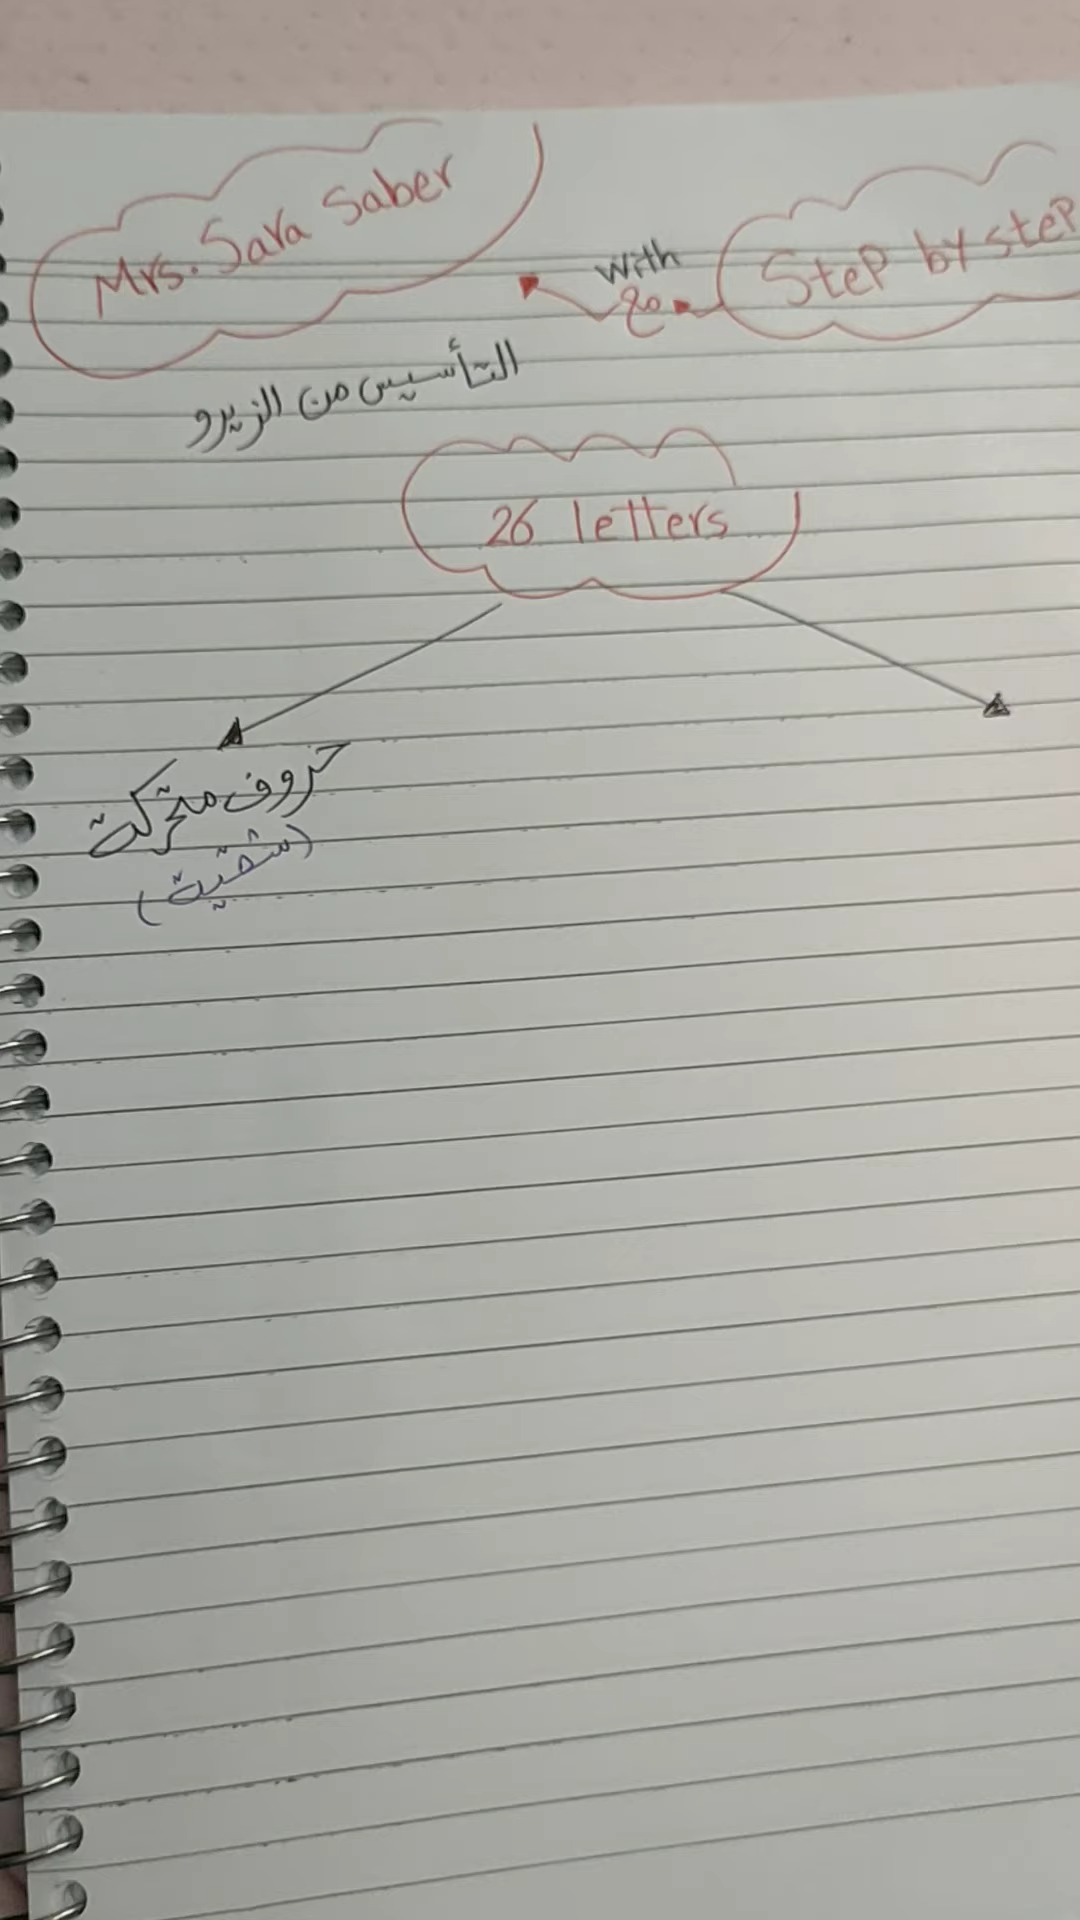 Mrs. Sara Saber
with
مع
Step by step
التأسيس من الزيرو
26 letters
حروف متحركة
(شقية)